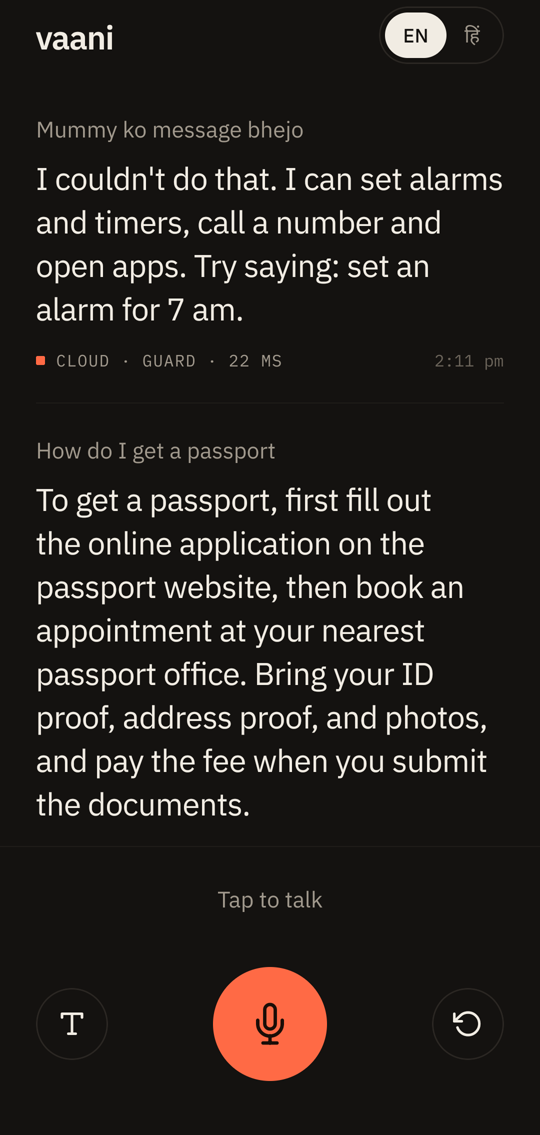 vaani
EN हिं
Mummy ko message bhejo
I couldn't do that. I can set alarms
and timers, call a number and
open apps. Try saying: set an
alarm for 7 am.
CLOUD · GUARD · 22 MS 2:11 pm
How do I get a passport
To get a passport, first fill out
the online application on the
passport website, then book an
appointment at your nearest
passport office. Bring your ID
proof, address proof, and photos,
and pay the fee when you submit
the documents.
Tap to talk
T